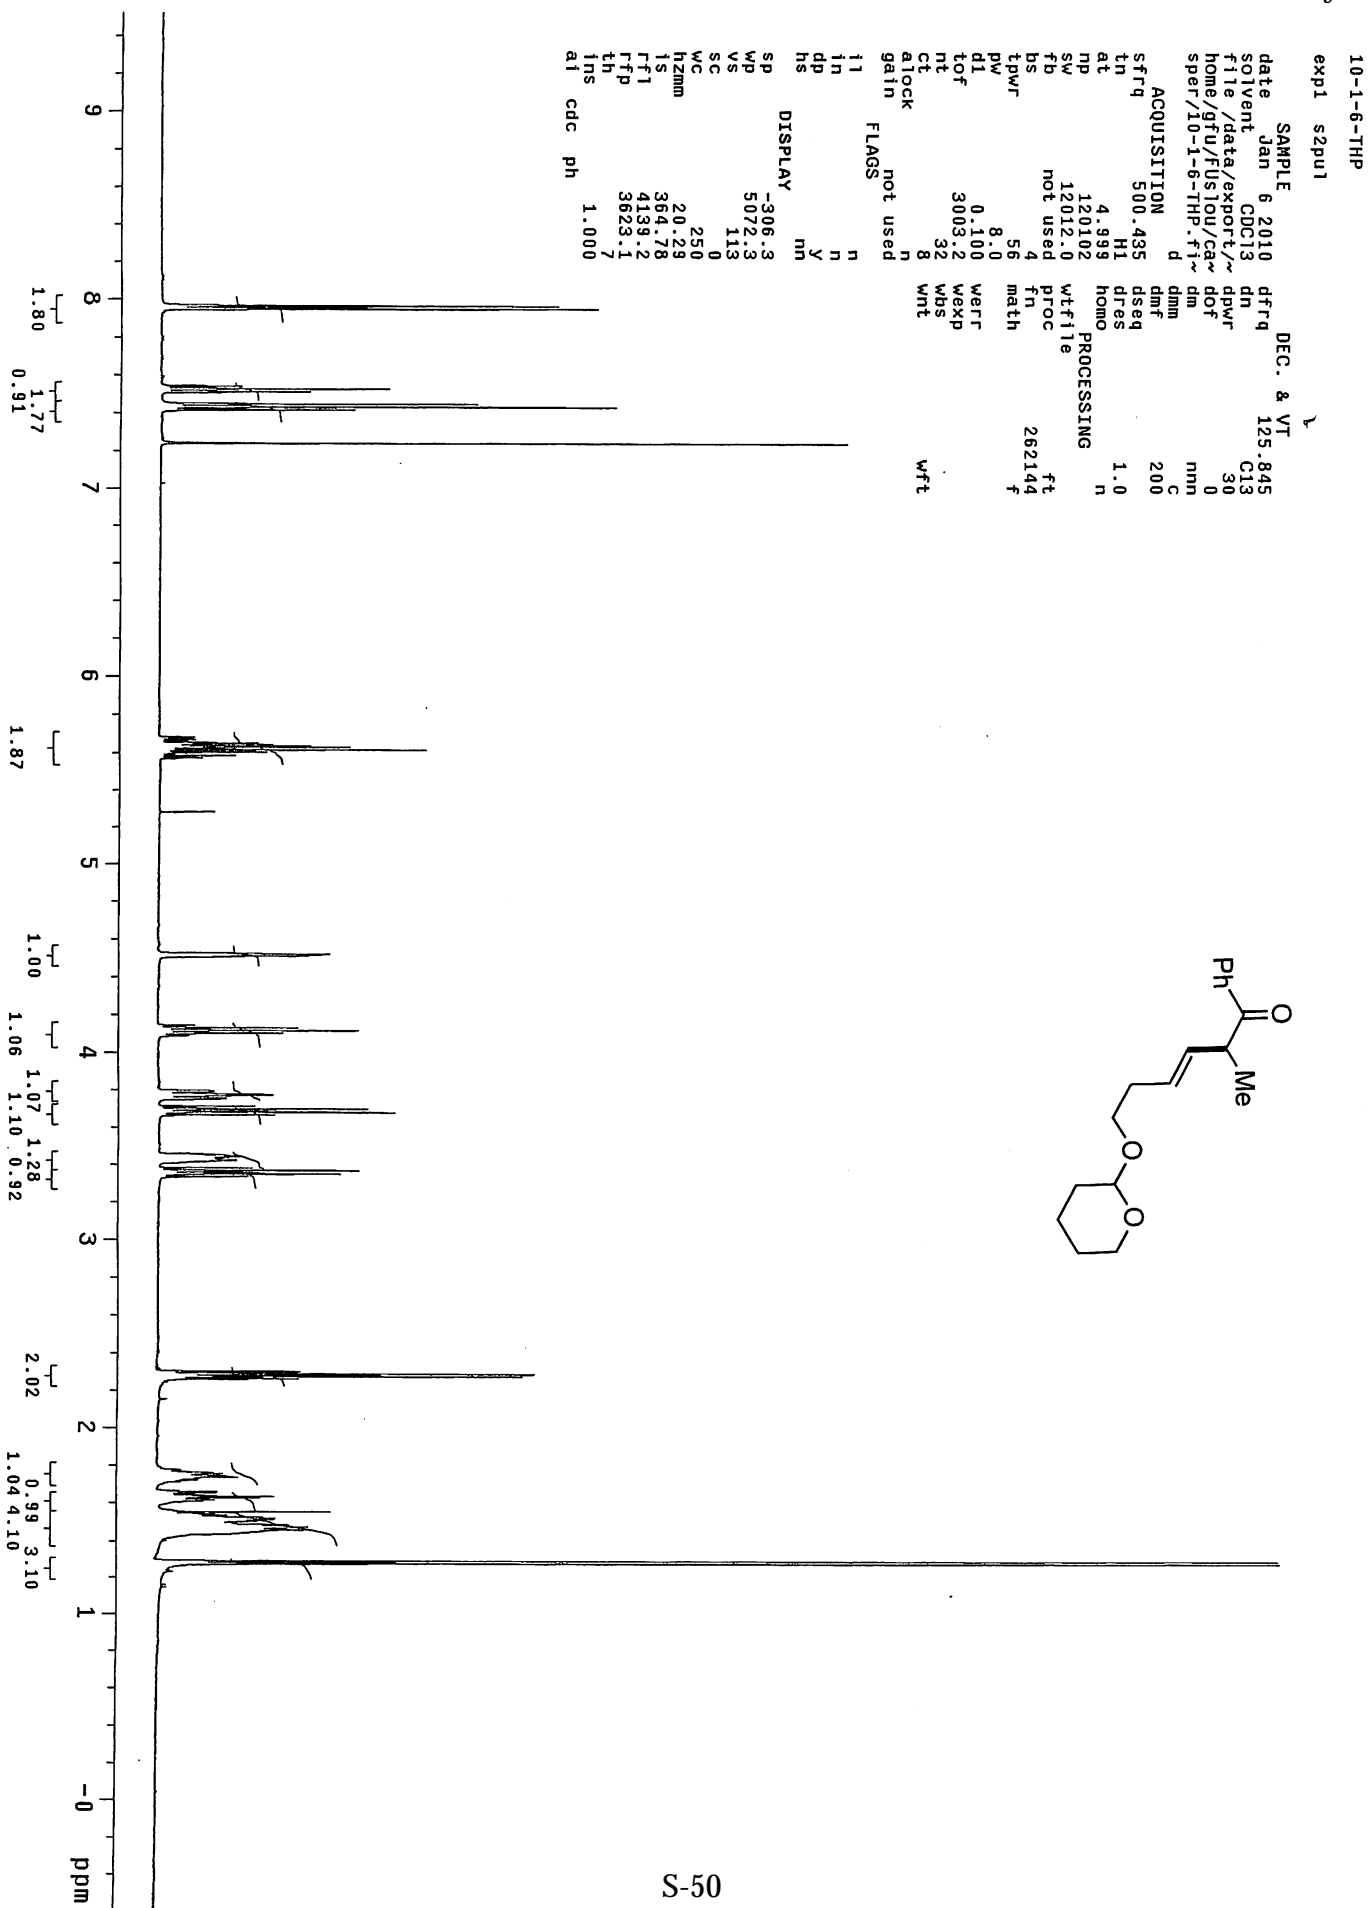 10-1-6-THP
exp1 s2pul
SAMPLE DEC. & VT
date Jan 6 2010 dfrq 125.845
solvent CDCl3 dn C13
file /data/export/~ dpwr 30
home/gfu/FUslou/ca~ dof 0
sper/10-1-6-THP.fi~ dm nnn
d dmm c
ACQUISITION dmf 200
sfrq 500.435 dseq
tn H1 dres 1.0
at 4.999 homo n
np 120102 PROCESSING
sw 12012.0 wtfile
fb not used proc ft
bs 4 fn 262144
tpwr 56 math f
pw 8.0
d1 0.100 werr
tof 3003.2 wexp
nt 32 wbs
ct 8 wnt wft
alock n
gain not used
FLAGS
il n
in n
dp y
hs nn
DISPLAY
sp -306.3
wp 5072.3
vs 113
sc 0
wc 250
hzmm 20.29
is 364.78
rfl 4139.2
rfp 3623.1
th 7
ins 1.000
ai cdc ph
Ph
O
Me
O
O
9 8 7 6 5 4 3 2 1 -0 ppm
1.80
1.77
0.91
1.87
1.00
1.06
1.07
1.10
1.28
0.92
2.02
1.04
0.99
4.10
3.10
S-50